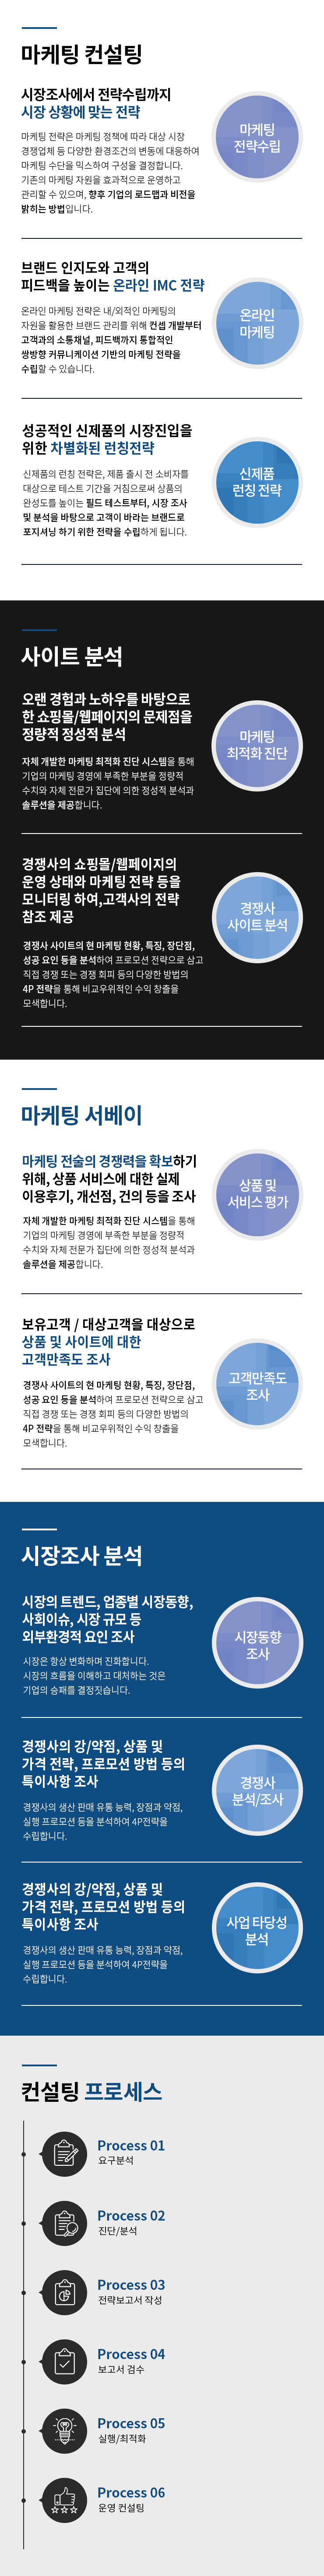 마케팅 컨설팅
시장조사에서 전략수립까지
시장 상황에 맞는 전략
마케팅 전략은 마케팅 정책에 따라 대상 시장
경쟁업체 등 다양한 환경조건의 변동에 대응하여
마케팅 수단을 믹스하여 구성을 결정합니다.
기존의 마케팅 자원을 효과적으로 운영하고
관리할 수 있으며, 향후 기업의 로드맵과 비전을
밝히는 방법입니다.
마케팅
전략수립
브랜드 인지도와 고객의
피드백을 높이는 온라인 IMC 전략
온라인 마케팅 전략은 내/외적인 마케팅의
자원을 활용한 브랜드 관리를 위해 컨셉 개발부터
고객과의 소통채널, 피드백까지 통합적인
쌍방향 커뮤니케이션 기반의 마케팅 전략을
수립할 수 있습니다.
온라인
마케팅
성공적인 신제품의 시장진입을
위한 차별화된 런칭전략
신제품의 런칭 전략은, 제품 출시 전 소비자를
대상으로 테스트 기간을 거침으로써 상품의
완성도를 높이는 필드 테스트부터, 시장 조사
및 분석을 바탕으로 고객이 바라는 브랜드로
포지셔닝 하기 위한 전략을 수립하게 됩니다.
신제품
런칭 전략
사이트 분석
오랜 경험과 노하우를 바탕으로
한 쇼핑몰/웹페이지의 문제점을
정량적 정성적 분석
자체 개발한 마케팅 최적화 진단 시스템을 통해
기업의 마케팅 경영에 부족한 부분을 정량적
수치와 자체 전문가 집단에 의한 정성적 분석과
솔루션을 제공합니다.
마케팅
최적화 진단
경쟁사의 쇼핑몰/웹페이지의
운영 상태와 마케팅 전략 등을
모니터링 하여,고객사의 전략
참조 제공
경쟁사 사이트의 현 마케팅 현황, 특징, 장단점,
성공 요인 등을 분석하여 프로모션 전략으로 삼고
직접 경쟁 또는 경쟁 회피 등의 다양한 방법의
4P 전략을 통해 비교우위적인 수익 창출을
모색합니다.
경쟁사
사이트 분석
마케팅 서베이
마케팅 전술의 경쟁력을 확보하기
위해, 상품 서비스에 대한 실제
이용후기, 개선점, 건의 등을 조사
자체 개발한 마케팅 최적화 진단 시스템을 통해
기업의 마케팅 경영에 부족한 부분을 정량적
수치와 자체 전문가 집단에 의한 정성적 분석과
솔루션을 제공합니다.
상품 및
서비스 평가
보유고객 / 대상고객을 대상으로
상품 및 사이트에 대한
고객만족도 조사
경쟁사 사이트의 현 마케팅 현황, 특징, 장단점,
성공 요인 등을 분석하여 프로모션 전략으로 삼고
직접 경쟁 또는 경쟁 회피 등의 다양한 방법의
4P 전략을 통해 비교우위적인 수익 창출을
모색합니다.
고객만족도
조사
시장조사 분석
시장의 트렌드, 업종별 시장동향,
사회이슈, 시장 규모 등
외부환경적 요인 조사
시장은 항상 변화하며 진화합니다.
시장의 흐름을 이해하고 대처하는 것은
기업의 승패를 결정짓습니다.
시장동향
조사
경쟁사의 강/약점, 상품 및
가격 전략, 프로모션 방법 등의
특이사항 조사
경쟁사의 생산 판매 유통 능력, 장점과 약점,
실행 프로모션 등을 분석하여 4P전략을
수립합니다.
경쟁사
분석/조사
경쟁사의 강/약점, 상품 및
가격 전략, 프로모션 방법 등의
특이사항 조사
경쟁사의 생산 판매 유통 능력, 장점과 약점,
실행 프로모션 등을 분석하여 4P전략을
수립합니다.
사업 타당성
분석
컨설팅 프로세스
Process 01
요구분석
Process 02
진단/분석
Process 03
전략보고서 작성
Process 04
보고서 검수
Process 05
실행/최적화
Process 06
운영 컨설팅